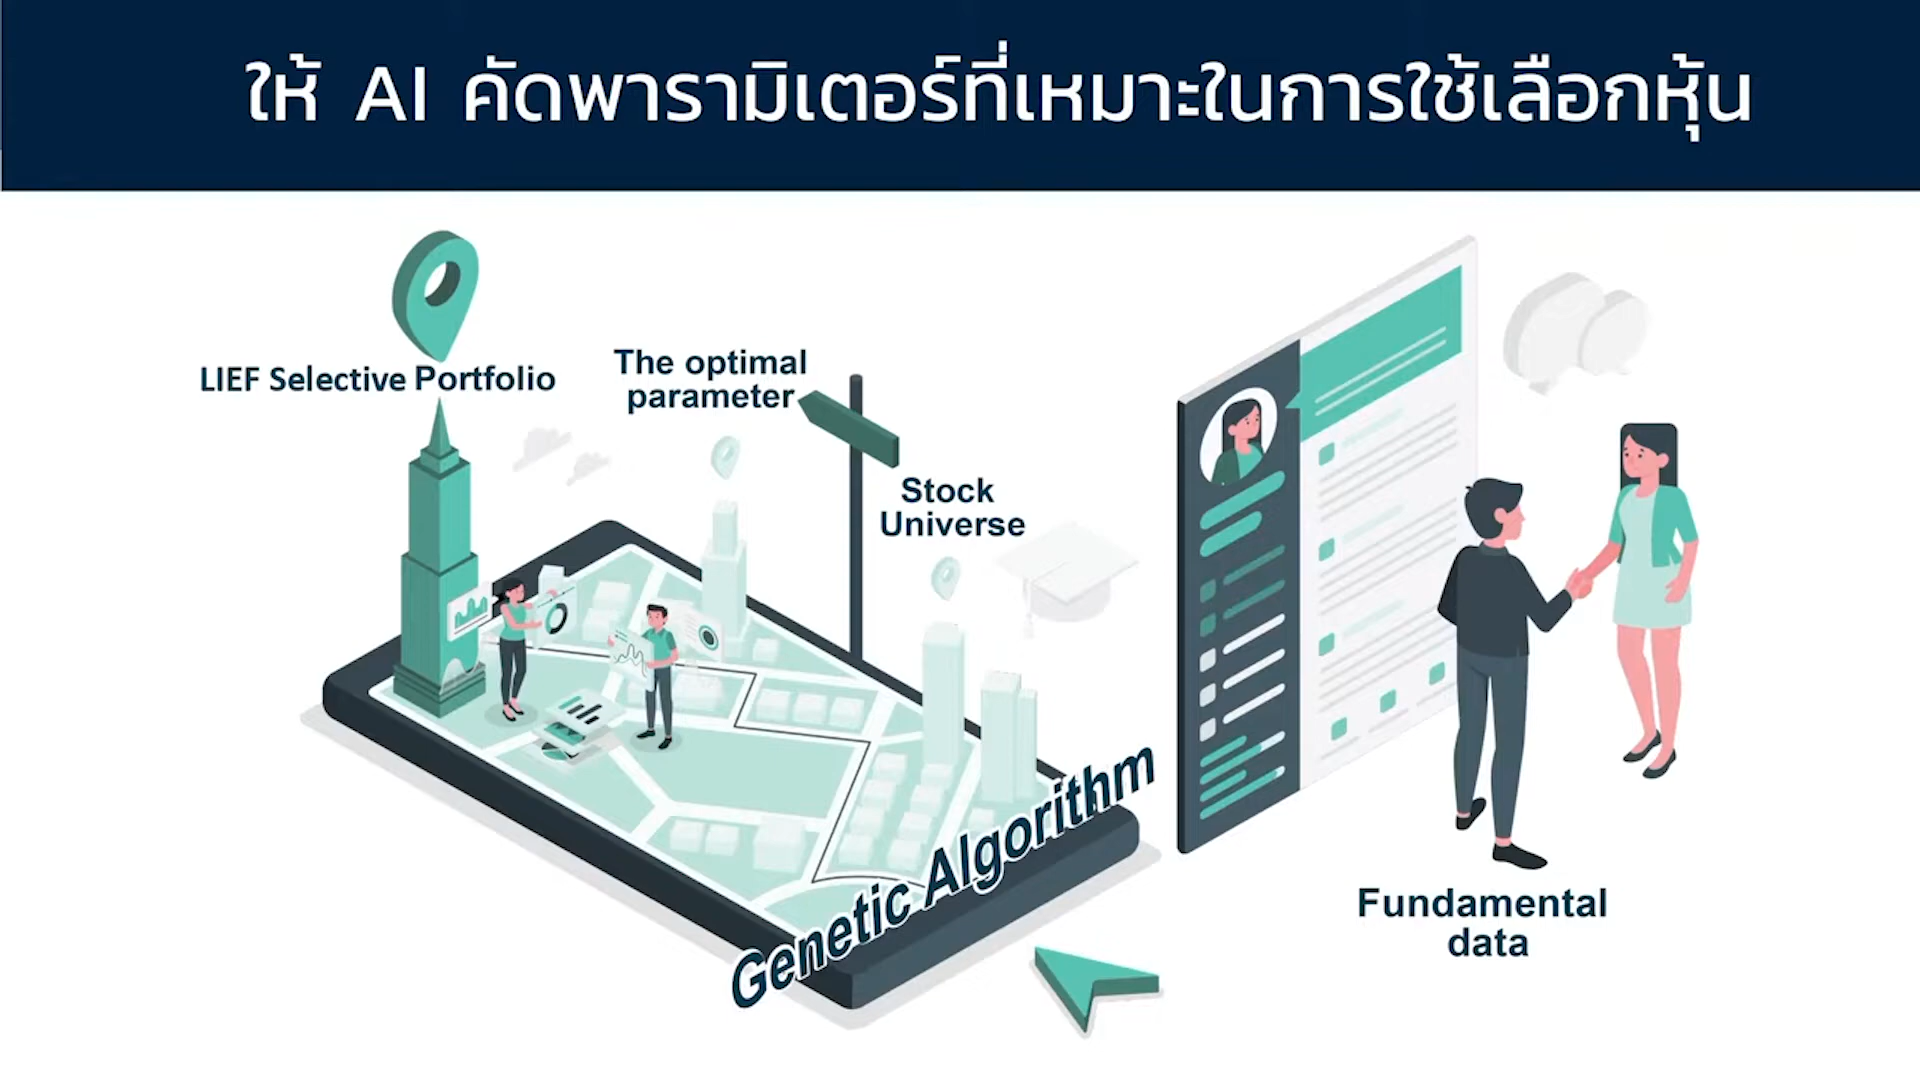 ให้ AI คัดพารามิเตอร์ที่เหมาะในการใช้เลือกหุ้น
LIEF Selective Portfolio
The optimal
parameter
Stock
Universe
Genetic Algorithm
Fundamental
data